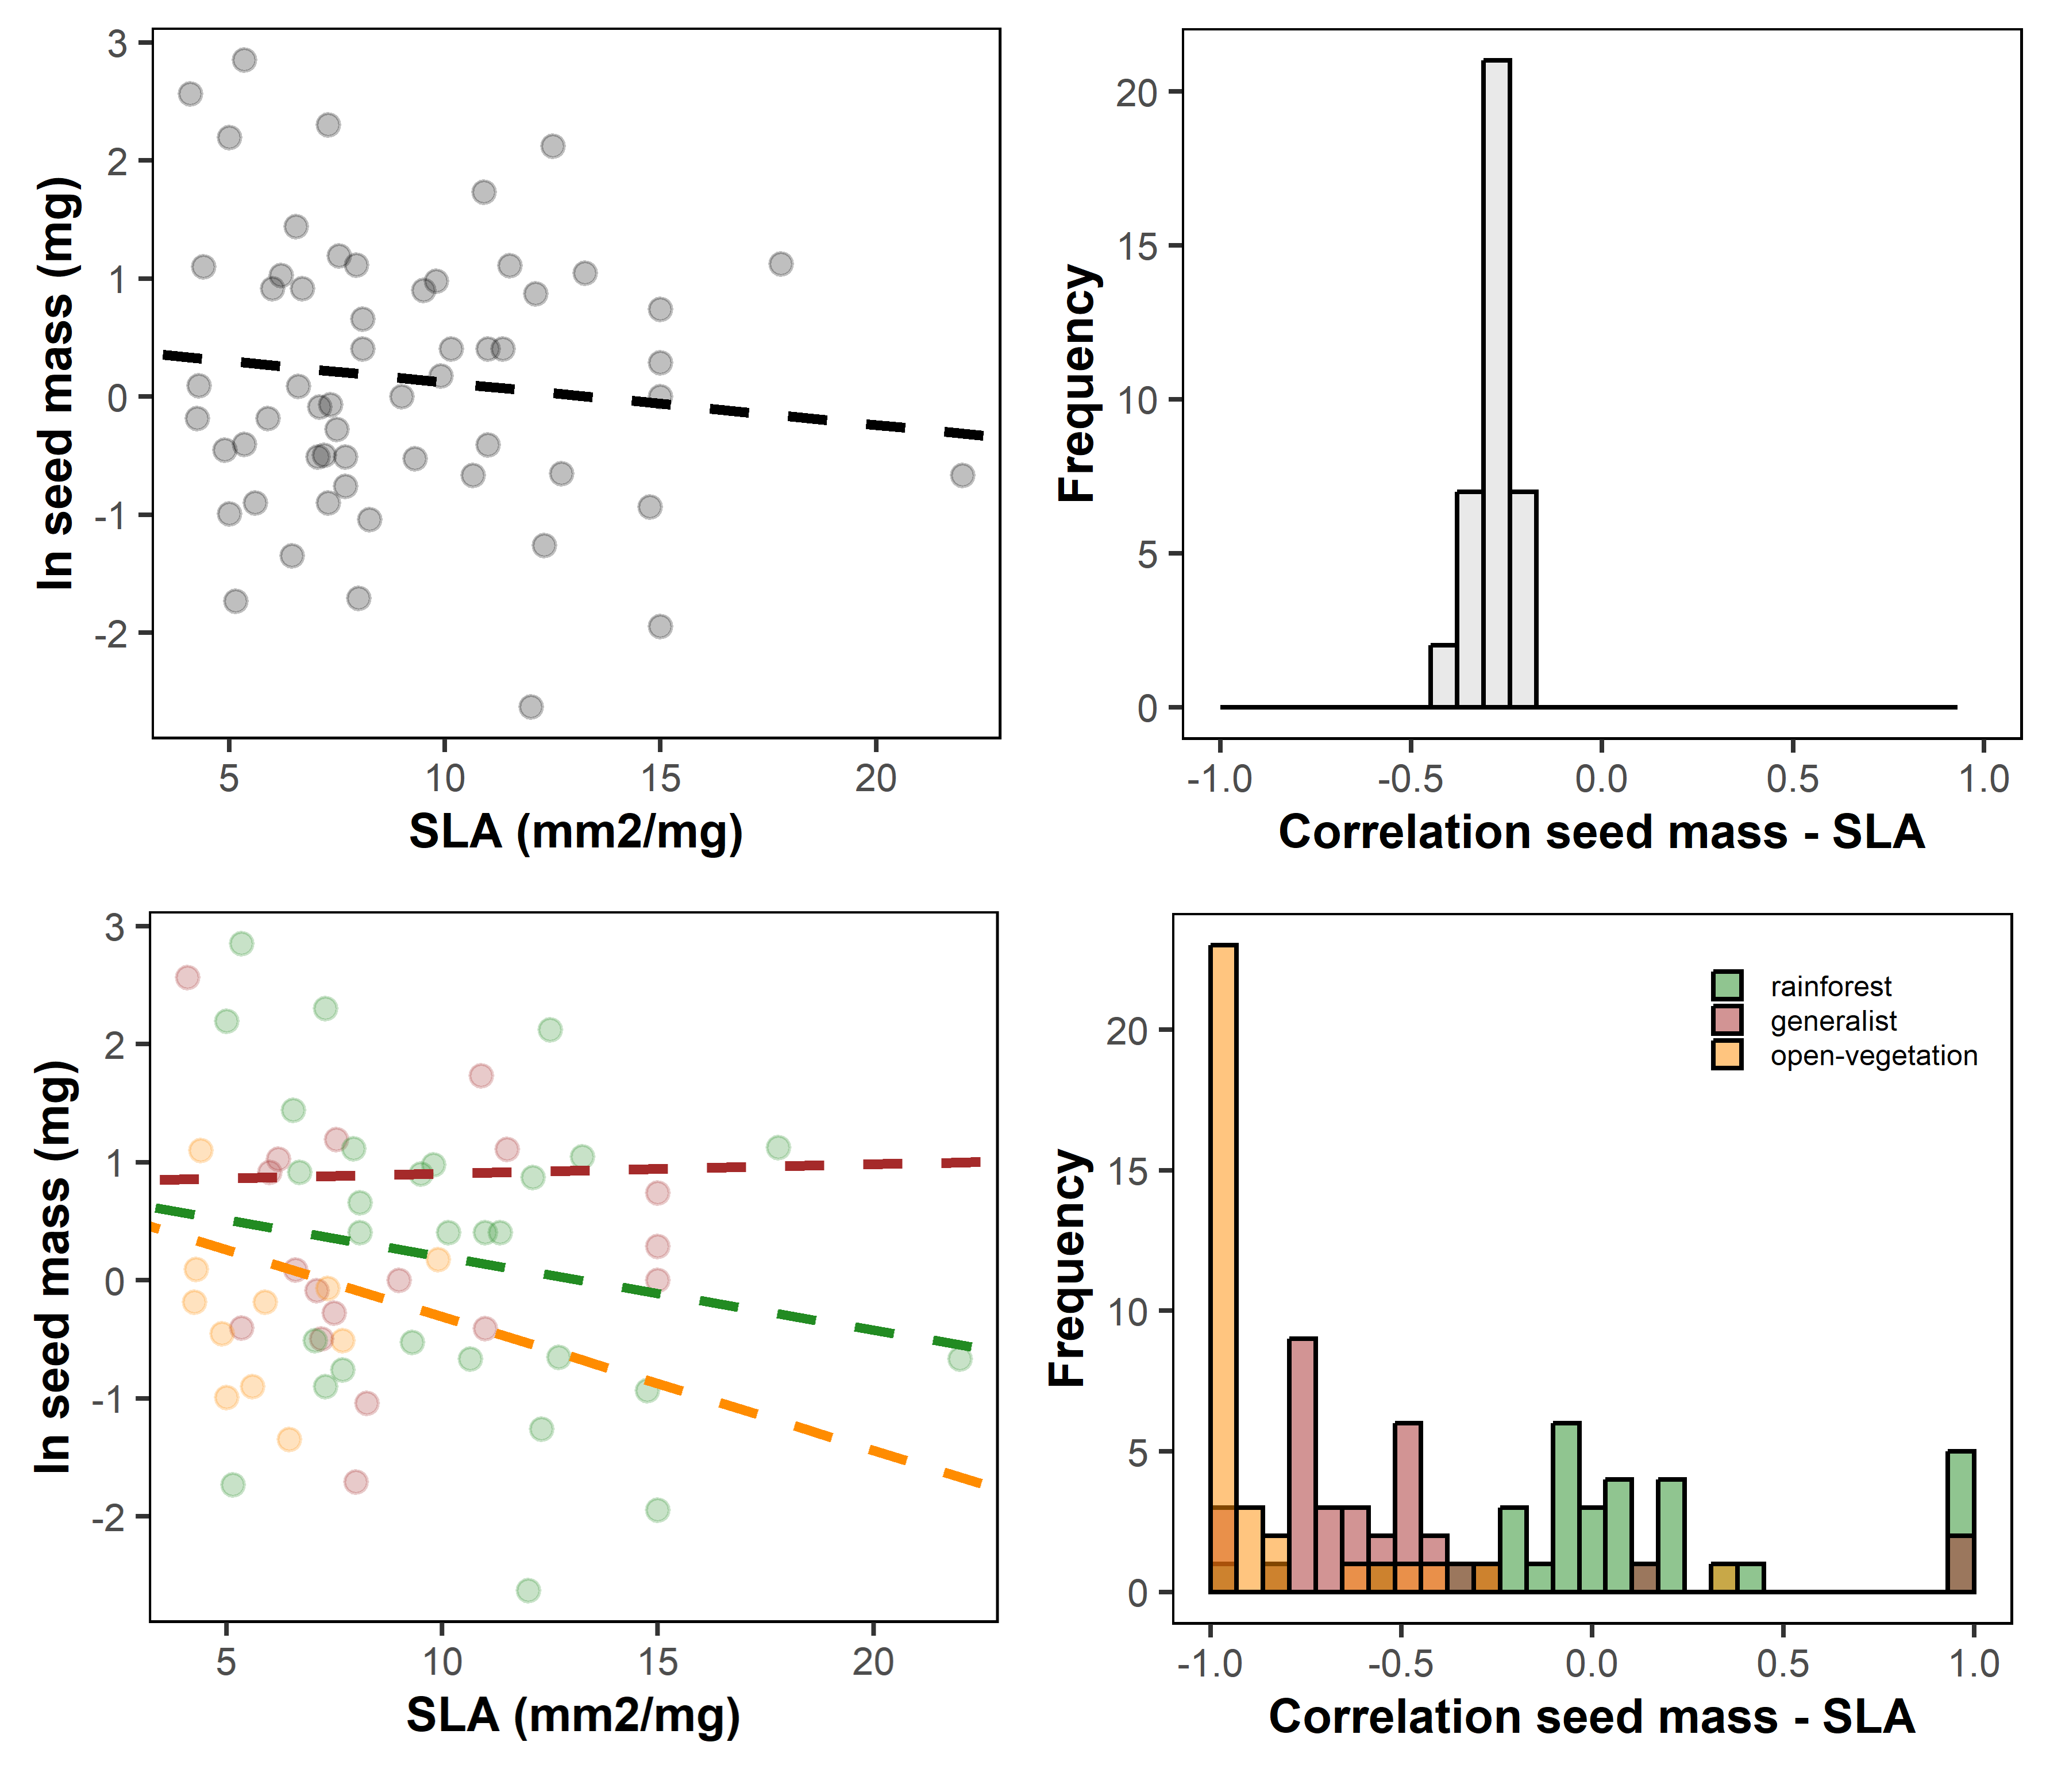 3
2
1
0
-1
-2
ln seed mass (mg)
5 10 15 20
SLA (mm2/mg)
20
15
10
5
0
Frequency
-1.0 -0.5 0.0 0.5 1.0
Correlation seed mass - SLA
3
2
1
0
-1
-2
ln seed mass (mg)
5 10 15 20
SLA (mm2/mg)
20
15
10
5
0
Frequency
rainforest
generalist
open-vegetation
-1.0 -0.5 0.0 0.5 1.0
Correlation seed mass - SLA